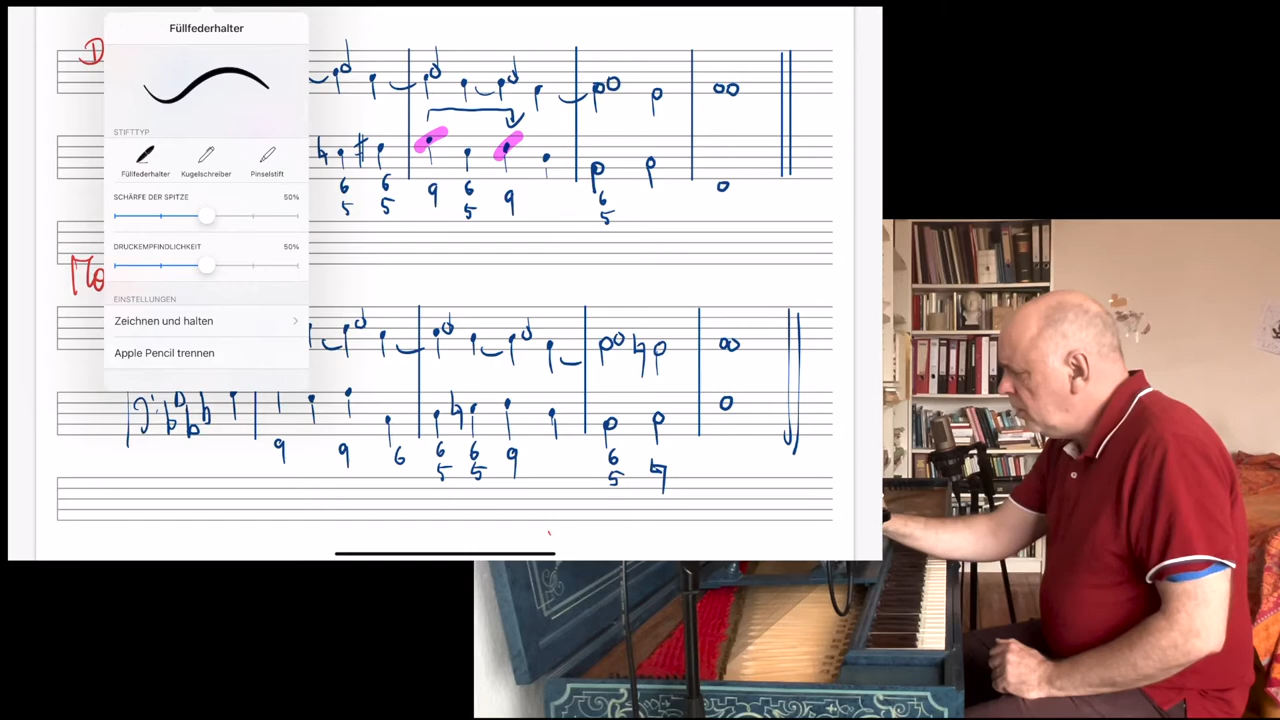 Füllfederhalter
D
STIFTTYP
Füllfederhalter Kugelschreiber Pinselstift
6 6 9 6 9 6
5 5 5 5
SCHÄRFE DER SPITZE 50%
DRUCKEMPFINDLICHKEIT 50%
Mo
EINSTELLUNGEN
Zeichnen und halten
Apple Pencil trennen
9 9 6 6 6 9 6
5 5 5